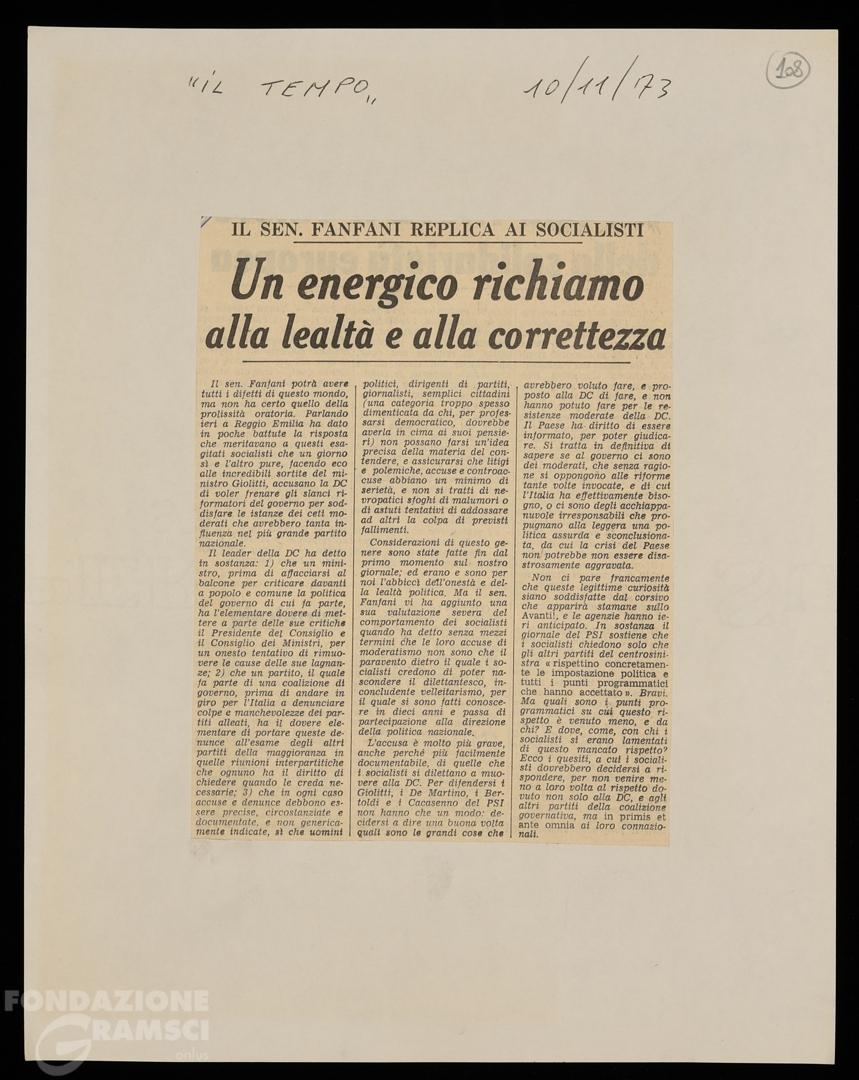 "IL TEMPO„ 10/11/73 108
IL SEN. FANFANI REPLICA AI SOCIALISTI
Un energico richiamo
alla lealtà e alla correttezza
Il sen. Fanfani potrà avere
tutti i difetti di questo mondo,
ma non ha certo quello della
prolissità oratoria. Parlando
ieri a Reggio Emilia ha dato
in poche battute la risposta
che meritavano a questi esa-
gitati socialisti che un giorno
sì e l'altro pure, facendo eco
alle incredibili sortite del mi-
nistro Giolitti, accusano la DC
di voler frenare gli slanci ri-
formatori del governo per sod-
disfare le istanze dei ceti mo-
derati che avrebbero tanta in-
fluenza nel più grande partito
nazionale.
Il leader della DC ha detto
in sostanza: 1) che un mini-
stro, prima di affacciarsi al
balcone per criticare davanti
a popolo e comune la politica
del governo di cui fa parte,
ha l'elementare dovere di met-
tere a parte delle sue critiche
il Presidente del Consiglio e
il Consiglio dei Ministri, per
un onesto tentativo di rimuo-
vere le cause delle sue lagnan-
ze; 2) che un partito, il quale
fa parte di una coalizione di
governo, prima di andare in
giro per l'Italia a denunciare
colpe e manchevolezze dei par-
titi alleati, ha il dovere ele-
mentare di portare queste de-
nunce all'esame degli altri
partiti della maggioranza in
quelle riunioni interpartitiche
che ognuno ha il diritto di
chiedere quando le creda ne-
cessarie; 3) che in ogni caso
accuse e denunce debbono es-
sere precise, circostanziate e
documentate, e non generica-
mente indicate, sì che uomini
politici, dirigenti di partiti,
giornalisti, semplici cittadini
(una categoria troppo spesso
dimenticata da chi, per profes-
sarsi democratico, dovrebbe
averla in cima ai suoi pensie-
ri) non possano farsi un'idea
precisa della materia del con-
tendere, e assicurarsi che litigi
e polemiche, accuse e controac-
cuse abbiano un minimo di
serietà, e non si tratti di ne-
vropatici sfoghi di malumori o
di astuti tentativi di addossare
ad altri la colpa di previsti
fallimenti.
Considerazioni di questo ge-
nere sono state fatte fin dal
primo momento sul nostro
giornale; ed erano e sono per
noi l'abbiccì dell'onestà e del-
la lealtà politica. Ma il sen.
Fanfani vi ha aggiunto una
sua valutazione severa del
comportamento dei socialisti
quando ha detto senza mezzi
termini che le loro accuse di
moderatismo non sono che il
paravento dietro il quale i so-
cialisti credono di poter na-
scondere il dilettantesco, in-
concludente velleitarismo, per
il quale si sono fatti conosce-
re in dieci anni e passa di
partecipazione alla direzione
della politica nazionale.
L'accusa è molto più grave,
anche perché più facilmente
documentabile, di quelle che
i socialisti si dilettano a muo-
vere alla DC. Per difendersi i
Giolitti, i De Martino, i Ber-
toldi e i Cacasenno del PSI
non hanno che un modo: de-
cidersi a dire una buona volta
quali sono le grandi cose che
avrebbero voluto fare, e pro-
posto alla DC di fare, e non
hanno potuto fare per le re-
sistenze moderate della DC.
Il Paese ha diritto di essere
informato, per poter giudica-
re. Si tratta in definitiva di
sapere se al governo ci sono
dei moderati, che senza ragio-
ne si oppongono alle riforme
tante volte invocate, e di cui
l'Italia ha effettivamente biso-
gno, o ci sono degli acchiappa-
nuvole irresponsabili che pro-
pugnano alla leggera una po-
litica assurda e sconclusiona-
ta, da cui la crisi del Paese
non potrebbe non essere disa-
strosamente aggravata.
Non ci pare francamente
che queste legittime curiosità
siano soddisfatte dal corsivo
che apparirà stamane sullo
Avanti!, e le agenzie hanno ie-
ri anticipato. In sostanza il
giornale del PSI sostiene che
i socialisti chiedono solo che
gli altri partiti del centrosini-
stra « rispettino concretamen-
te le impostazione politica e
tutti i punti programmatici
che hanno accettato ». Bravi.
Ma quali sono i punti pro-
grammatici su cui questo ri-
spetto è venuto meno, e da
chi? E dove, come, con chi i
socialisti si erano lamentati
di questo mancato rispetto?
Ecco i quesiti, a cui i sociali-
sti dovrebbero decidersi a ri-
spondere, per non venire me-
no a loro volta al rispetto do-
vuto non solo alla DC, e agli
altri partiti della coalizione
governativa, ma in primis et
ante omnia ai loro connazio-
nali.
FONDAZIONE
GRAMSCI
onlus